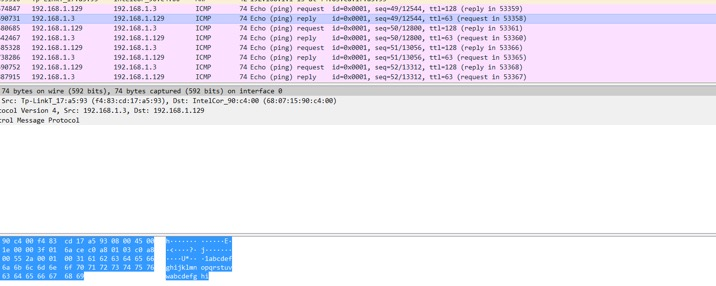 574847 192.168.1.129 192.168.1.3 ICMP 74 Echo (ping) request id=0x0001, seq=49/12544, ttl=128 (reply in 53359)
590731 192.168.1.3 192.168.1.129 ICMP 74 Echo (ping) reply id=0x0001, seq=49/12544, ttl=63 (request in 53358)
580685 192.168.1.129 192.168.1.3 ICMP 74 Echo (ping) request id=0x0001, seq=50/12800, ttl=128 (reply in 53361)
542467 192.168.1.3 192.168.1.129 ICMP 74 Echo (ping) reply id=0x0001, seq=50/12800, ttl=63 (request in 53360)
585328 192.168.1.129 192.168.1.3 ICMP 74 Echo (ping) request id=0x0001, seq=51/13056, ttl=128 (reply in 53366)
738286 192.168.1.3 192.168.1.129 ICMP 74 Echo (ping) reply id=0x0001, seq=51/13056, ttl=63 (request in 53365)
590752 192.168.1.129 192.168.1.3 ICMP 74 Echo (ping) request id=0x0001, seq=52/13312, ttl=128 (reply in 53368)
887915 192.168.1.3 192.168.1.129 ICMP 74 Echo (ping) reply id=0x0001, seq=52/13312, ttl=63 (request in 53367)
74 bytes on wire (592 bits), 74 bytes captured (592 bits) on interface 0
Src: Tp-LinkT_17:a5:93 (f4:83:cd:17:a5:93), Dst: IntelCor_90:c4:00 (68:07:15:90:c4:00)
tocol Version 4, Src: 192.168.1.3, Dst: 192.168.1.129
trol Message Protocol
90 c4 00 f4 83 cd 17 a5 93 08 00 45 00 h······· ······E·
1e 00 00 3f 01 6a ce c0 a8 01 03 c0 a8 ·<····?· j·······
00 55 2a 00 01 00 31 61 62 63 64 65 66 ····U*·· ·1abcdef
6a 6b 6c 6d 6e 6f 70 71 72 73 74 75 76 ghijklmn opqrstuv
63 64 65 66 67 68 69 wabcdefg hi